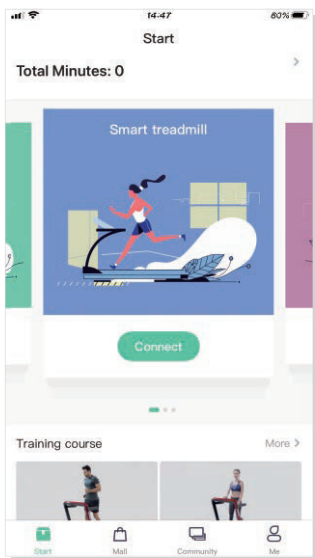 14:47
80%
Start
Total Minutes: 0
Smart treadmill
Connect
Training course
More
Start
Mall
Community
Me